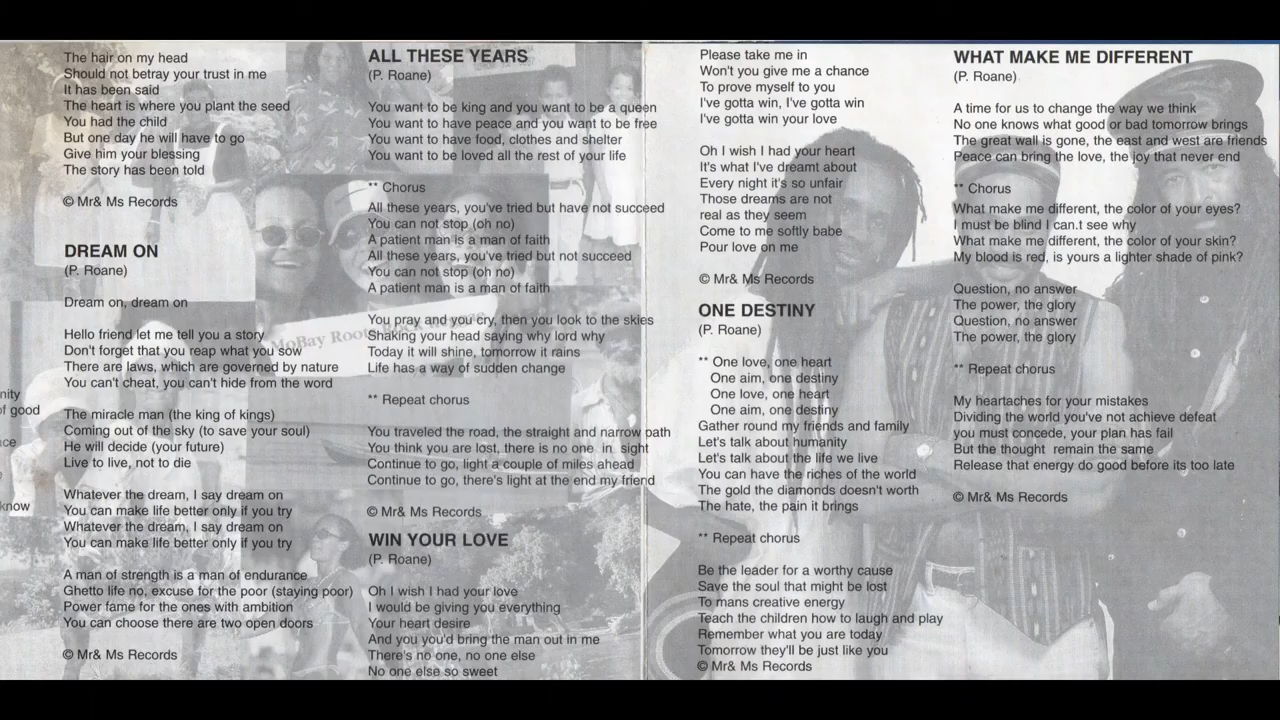 nity
of good
ce
know
The hair on my head
Should not betray your trust in me
It has been said
The heart is where you plant the seed
You had the child
But one day he will have to go
Give him your blessing
The story has been told
© Mr& Ms Records
DREAM ON
(P. Roane)
Dream on, dream on
Hello friend let me tell you a story
Don't forget that you reap what you sow
There are laws, which are governed by nature
You can't cheat, you can't hide from the word
The miracle man (the king of kings)
Coming out of the sky (to save your soul)
He will decide (your future)
Live to live, not to die
Whatever the dream, I say dream on
You can make life better only if you try
Whatever the dream, I say dream on
You can make life better only if you try
A man of strength is a man of endurance
Ghetto life no, excuse for the poor (staying poor)
Power fame for the ones with ambition
You can choose there are two open doors
© Mr& Ms Records
ALL THESE YEARS
(P. Roane)
You want to be king and you want to be a queen
You want to have peace and you want to be free
You want to have food, clothes and shelter
You want to be loved all the rest of your life
** Chorus
All these years, you've tried but have not succeed
You can not stop (oh no)
A patient man is a man of faith
All these years, you've tried but not succeed
You can not stop (oh no)
A patient man is a man of faith
MoBay Roots Rock Reggae
You pray and you cry, then you look to the skies
Shaking your head saying why lord why
Today it will shine, tomorrow it rains
Life has a way of sudden change
** Repeat chorus
You traveled the road, the straight and narrow path
You think you are lost, there is no one in sight
Continue to go, light a couple of miles ahead
Continue to go, there's light at the end my friend
© Mr& Ms Records
WIN YOUR LOVE
(P. Roane)
Oh I wish I had your love
I would be giving you everything
Your heart desire
And you you'd bring the man out in me
There's no one, no one else
No one else so sweet
Please take me in
Won't you give me a chance
To prove myself to you
I've gotta win, I've gotta win
I've gotta win your love
Oh I wish I had your heart
It's what I've dreamt about
Every night it's so unfair
Those dreams are not
real as they seem
Come to me softly babe
Pour love on me
© Mr& Ms Records
ONE DESTINY
(P. Roane)
** One love, one heart
One aim, one destiny
One love, one heart
One aim, one destiny
Gather round my friends and family
Let's talk about humanity
Let's talk about the life we live
You can have the riches of the world
The gold the diamonds doesn't worth
The hate, the pain it brings
** Repeat chorus
Be the leader for a worthy cause
Save the soul that might be lost
To mans creative energy
Teach the children how to laugh and play
Remember what you are today
Tomorrow they'll be just like you
© Mr& Ms Records
WHAT MAKE ME DIFFERENT
(P. Roane)
A time for us to change the way we think
No one knows what good or bad tomorrow brings
The great wall is gone, the east and west are friends
Peace can bring the love, the joy that never end
** Chorus
What make me different, the color of your eyes?
I must be blind I can.t see why
What make me different, the color of your skin?
My blood is red, is yours a lighter shade of pink?
Question, no answer
The power, the glory
Question, no answer
The power, the glory
** Repeat chorus
My heartaches for your mistakes
Dividing the world you've not achieve defeat
you must concede, your plan has fail
But the thought remain the same
Release that energy do good before its too late
© Mr& Ms Records